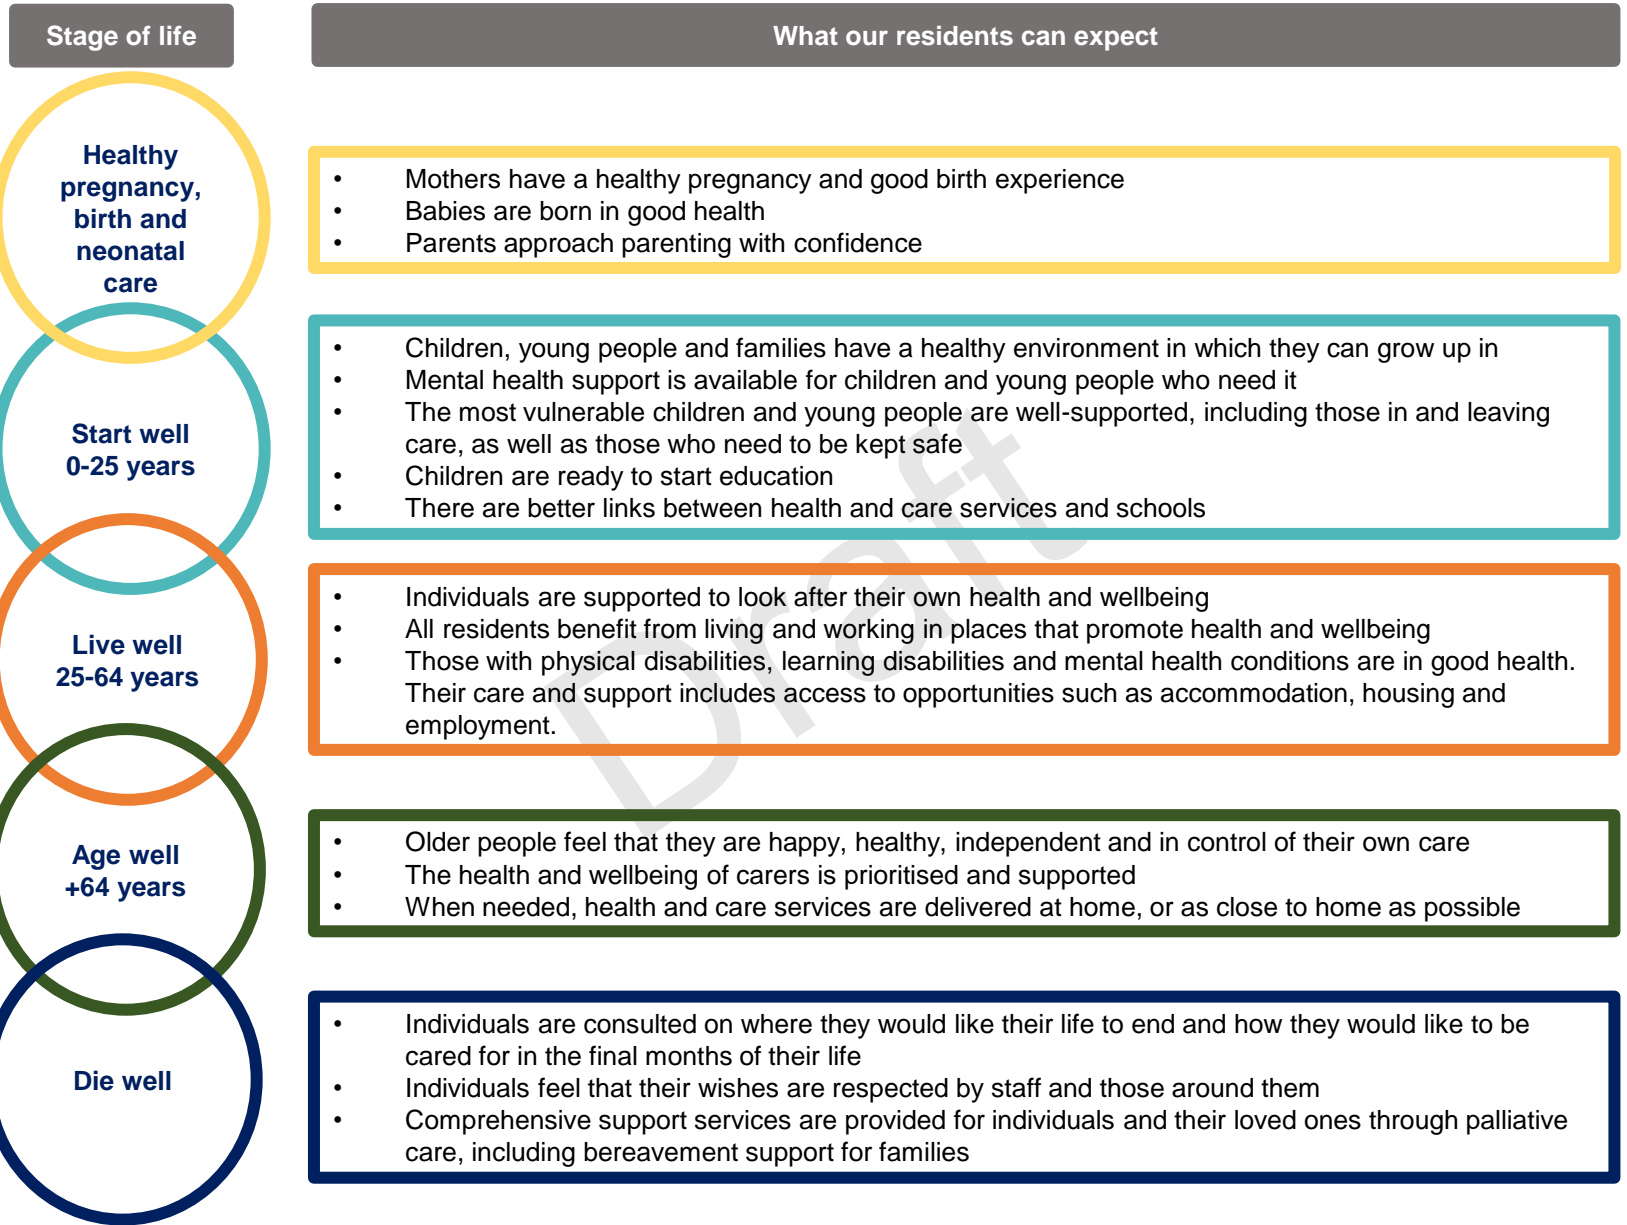 Stage of life
What our residents can expect
Healthy
pregnancy,
birth and
neonatal
care
• Mothers have a healthy pregnancy and good birth experience
• Babies are born in good health
• Parents approach parenting with confidence
Start well
0-25 years
• Children, young people and families have a healthy environment in which they can grow up in
• Mental health support is available for children and young people who need it
• The most vulnerable children and young people are well-supported, including those in and leaving
care, as well as those who need to be kept safe
• Children are ready to start education
• There are better links between health and care services and schools
Live well
25-64 years
• Individuals are supported to look after their own health and wellbeing
• All residents benefit from living and working in places that promote health and wellbeing
• Those with physical disabilities, learning disabilities and mental health conditions are in good health.
Their care and support includes access to opportunities such as accommodation, housing and
employment.
Age well
+64 years
• Older people feel that they are happy, healthy, independent and in control of their own care
• The health and wellbeing of carers is prioritised and supported
• When needed, health and care services are delivered at home, or as close to home as possible
Die well
• Individuals are consulted on where they would like their life to end and how they would like to be
cared for in the final months of their life
• Individuals feel that their wishes are respected by staff and those around them
• Comprehensive support services are provided for individuals and their loved ones through palliative
care, including bereavement support for families
Draft